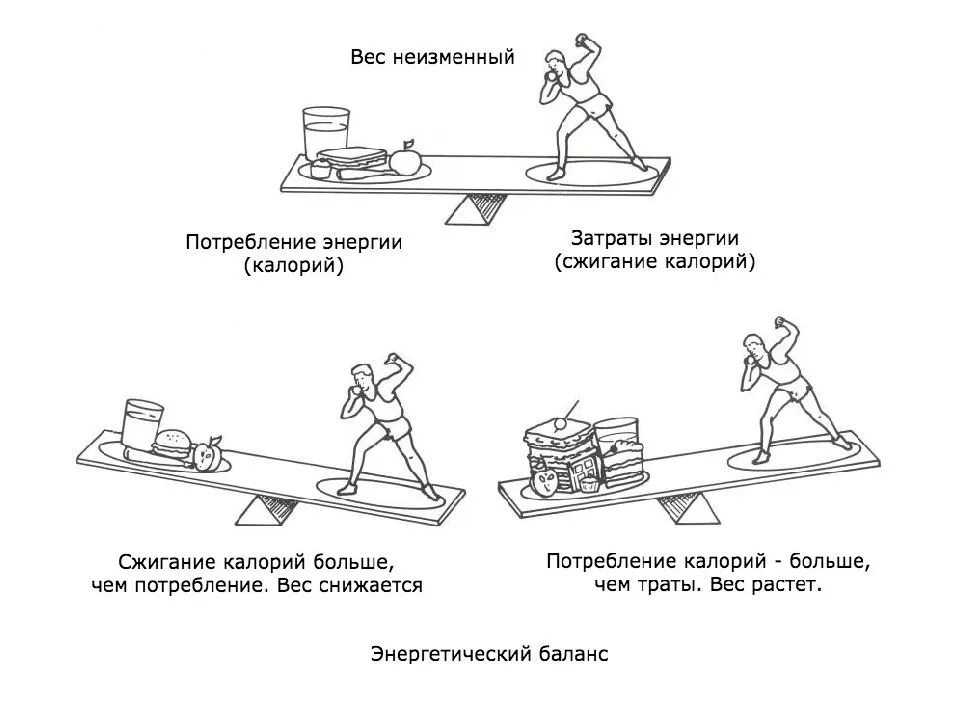 Вес неизменный
Потребление энергии
(калорий)
Затраты энергии
(сжигание калорий)
Сжигание калорий больше,
чем потребление. Вес снижается
Потребление калорий - больше,
чем траты. Вес растет.
Энергетический баланс